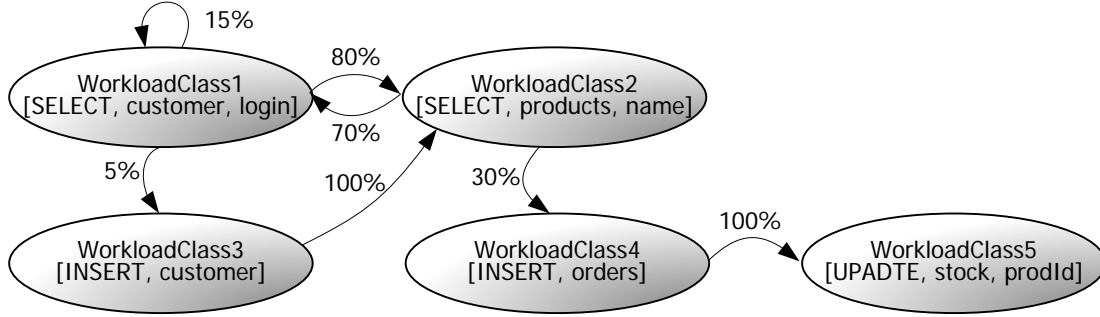 15%
80%
WorkloadClass1
[SELECT, customer, login]
WorkloadClass2
[SELECT, products, name]
70%
5%
100%
30%
100%
WorkloadClass3
[INSERT, customer]
WorkloadClass4
[INSERT, orders]
WorkloadClass5
[UPADTE, stock, prodId]